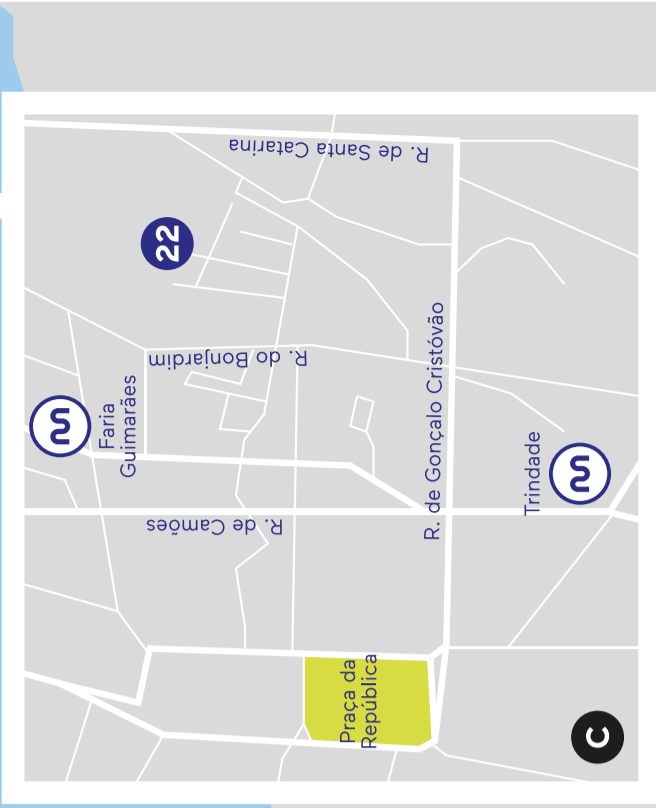 R. de Santa Catarina
22
R. do Bonjardim
Faria
Guimarães
R. de Gonçalo Cristóvão
Trindade
R. de Camões
Praça da
República
C